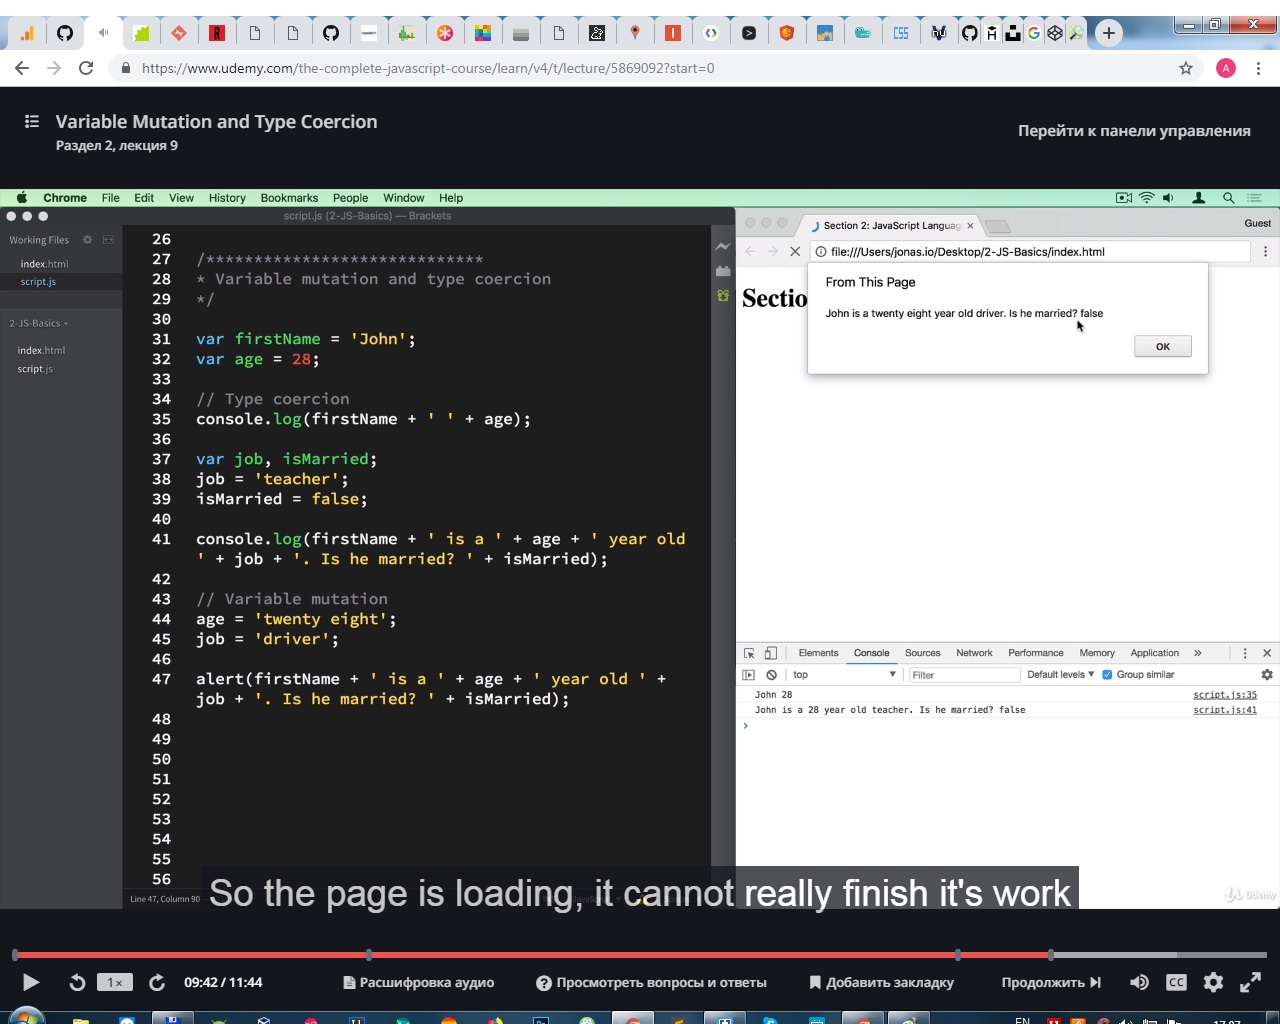 https://www.udemy.com/the-complete-javascript-course/learn/v4/t/lecture/5869092?start=0
A
Variable Mutation and Type Coercion
Раздел 2, лекция 9
Перейти к панели управления
Chrome File Edit View History Bookmarks People Window Help
script.js (2-JS-Basics) — Brackets
Working Files
index.html
script.js
2-JS-Basics
index.html
script.js
26
27 /*****************************
28 * Variable mutation and type coercion
29 */
30
31 var firstName = 'John';
32 var age = 28;
33
34 // Type coercion
35 console.log(firstName + ' ' + age);
36
37 var job, isMarried;
38 job = 'teacher';
39 isMarried = false;
40
41 console.log(firstName + ' is a ' + age + ' year old
' + job + '. Is he married? ' + isMarried);
42
43 // Variable mutation
44 age = 'twenty eight';
45 job = 'driver';
46
47 alert(firstName + ' is a ' + age + ' year old ' +
job + '. Is he married? ' + isMarried);
48
49
50
51
52
53
54
55
56
Line 47, Column 90
Section 2: JavaScript Languag
Guest
file:///Users/jonas.io/Desktop/2-JS-Basics/index.html
Sectio
From This Page
John is a twenty eight year old driver. Is he married? false
OK
Elements Console Sources Network Performance Memory Application »
top Filter Default levels Group similar
John 28 script.js:35
John is a 28 year old teacher. Is he married? false script.js:41
So the page is loading, it cannot really finish it's work
Udemy
1× 09:42 / 11:44 Расшифровка аудио Просмотреть вопросы и ответы Добавить закладку Продолжить CC
EN 17:07